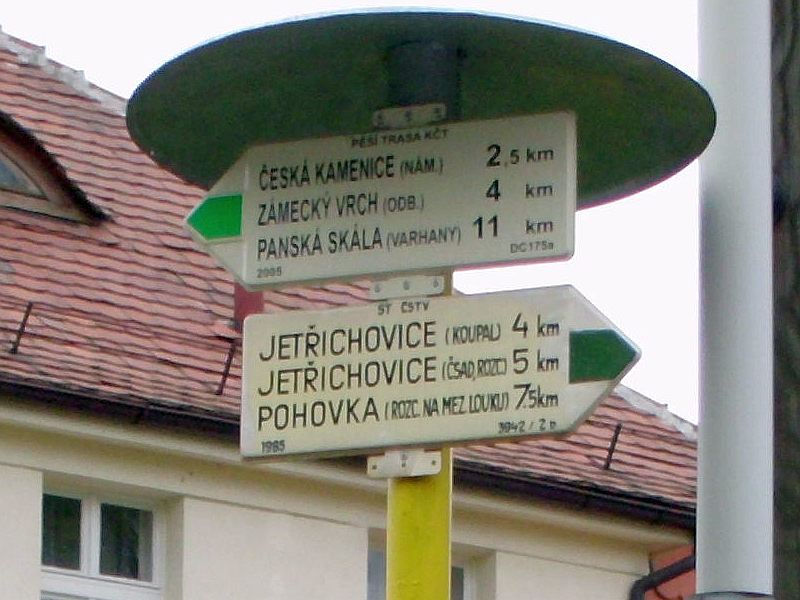 PĚŠÍ TRASA KČT
ČESKÁ KAMENICE (NÁM.) 2,5 km
ZÁMECKÝ VRCH (ODB.) 4 km
PANSKÁ SKÁLA (VARHANY) 11 km
2005 DC175a
ST ČSTV
JETŘICHOVICE (KOUPAL) 4 km
JETŘICHOVICE (ČSAD, ROZC.) 5 km
POHOVKA (ROZC. NA MEZ. LOUKU) 7.5km
1985 3942 / 2 b